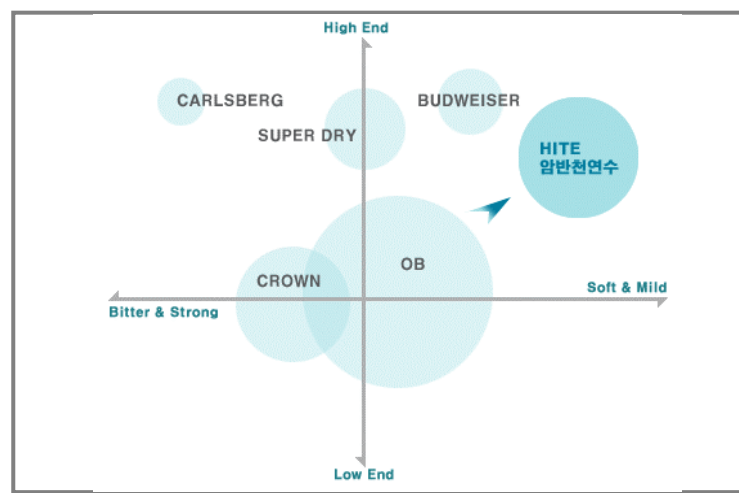 High End
CARLSBERG
BUDWEISER
SUPER DRY
HITE
암반천연수
OB
CROWN
Soft & Mild
Bitter & Strong
Low End